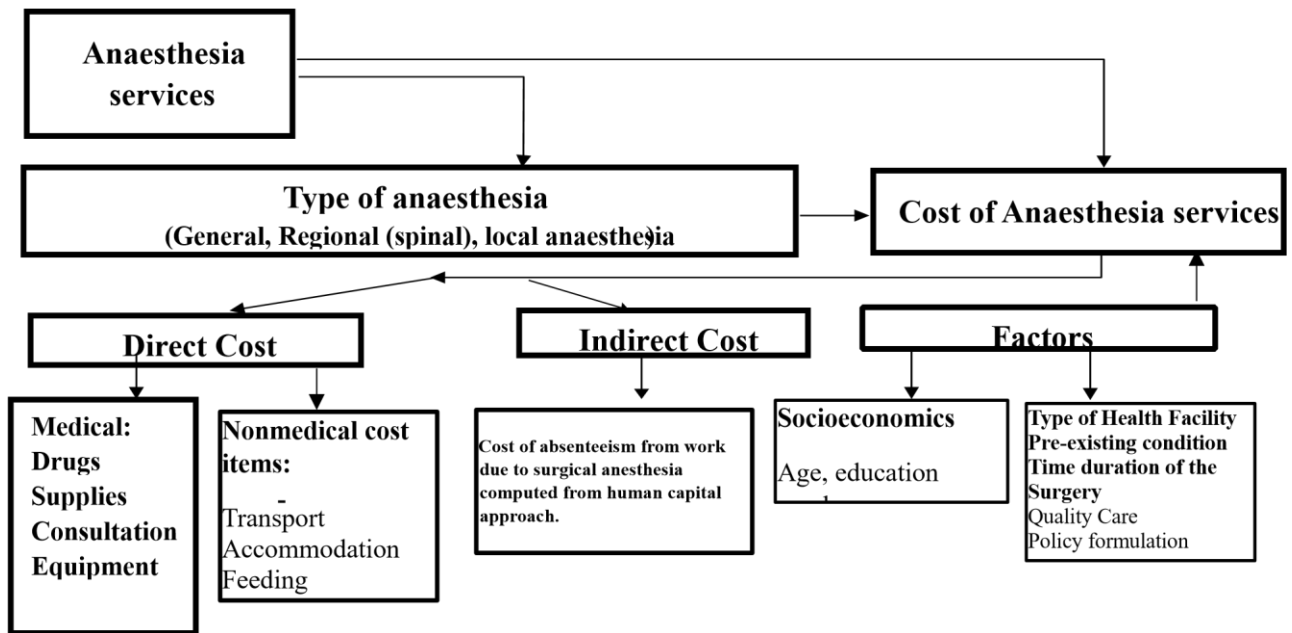 Anaesthesia
services
Type of anaesthesia
(General, Regional (spinal), local anaesthesia)
Cost of Anaesthesia services
Direct Cost
Indirect Cost
Factors
Medical:
Drugs
Supplies
Consultation
Equipment
Nonmedical cost
items:
-
Transport
Accommodation
Feeding
Cost of absenteeism from work
due to surgical anesthesia
computed from human capital
approach.
Socioeconomics
Age, education
Type of Health Facility
Pre-existing condition
Time duration of the
Surgery
Quality Care
Policy formulation